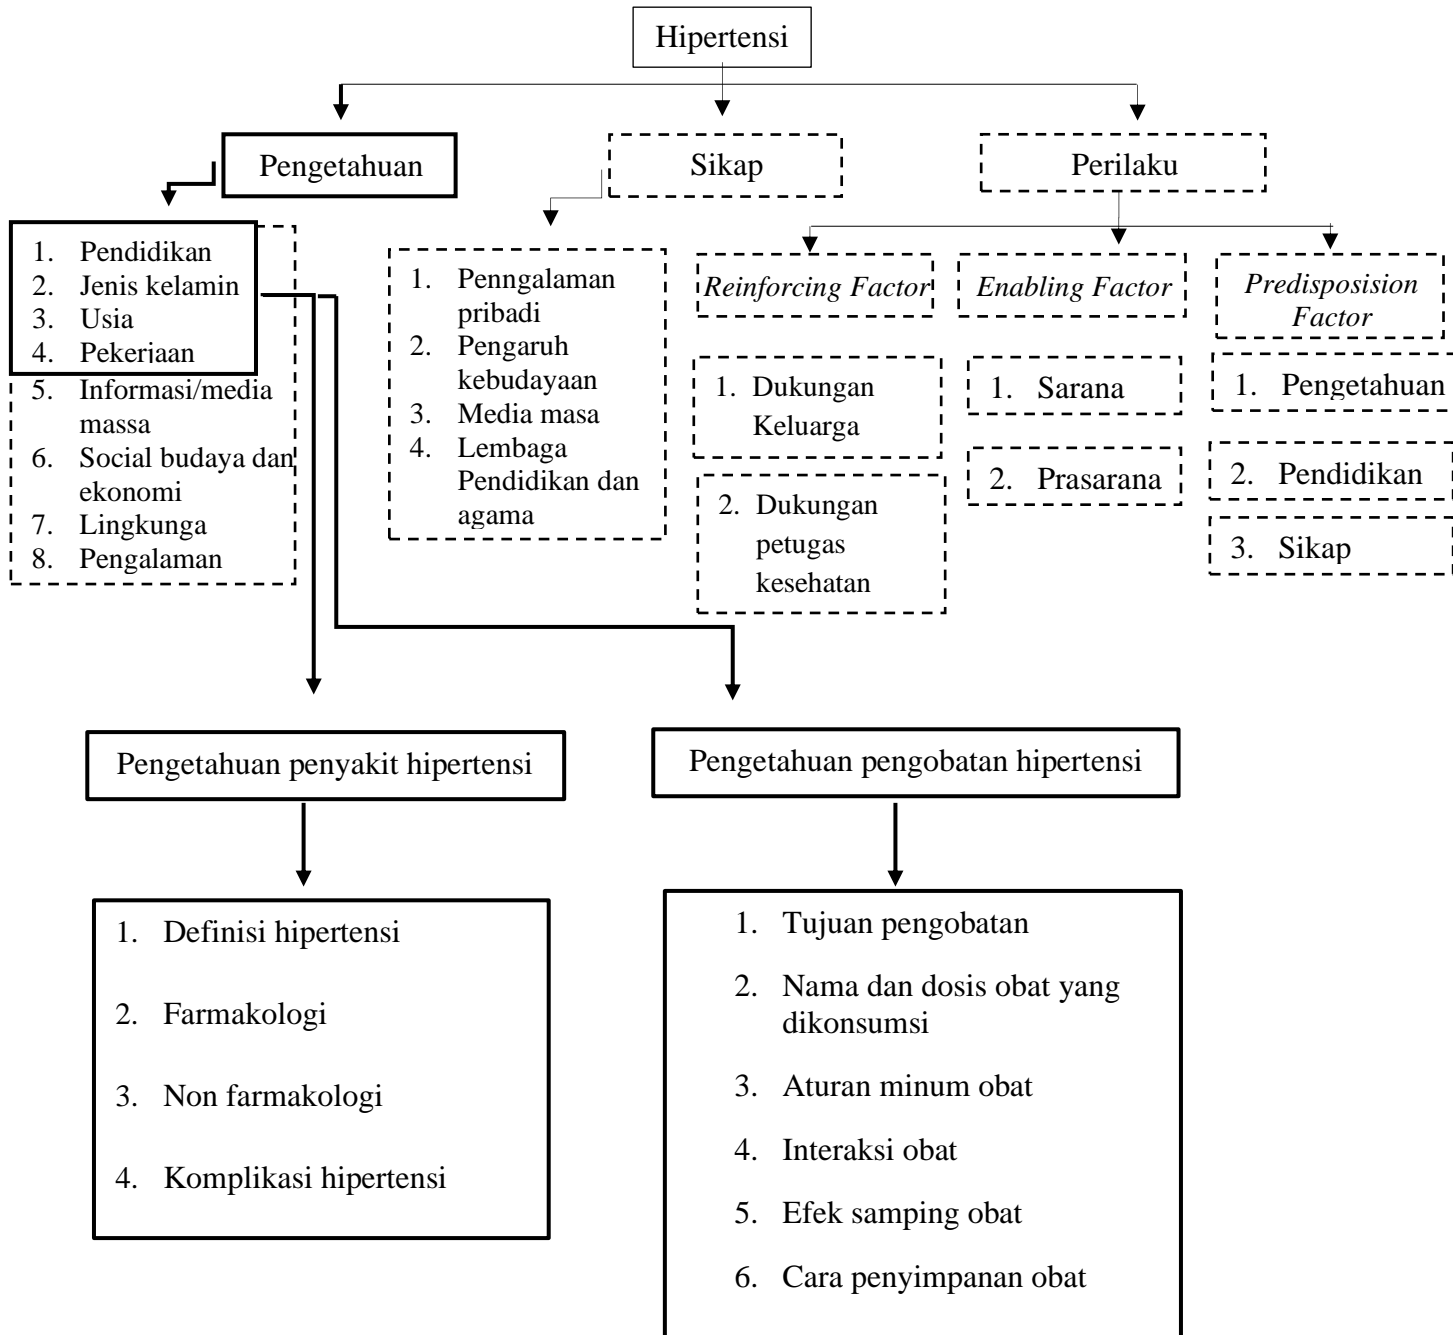 Hipertensi
Pengetahuan
Sikap
Perilaku
1. Pendidikan
2. Jenis kelamin
3. Usia
4. Pekerjaan
5. Informasi/media
massa
6. Social budaya dan
ekonomi
7. Lingkunga
8. Pengalaman
1. Penngalaman
pribadi
2. Pengaruh
kebudayaan
3. Media masa
4. Lembaga
Pendidikan dan
agama
Reinforcing Factor
1. Dukungan
Keluarga
2. Dukungan
petugas
kesehatan
Enabling Factor
1. Sarana
2. Prasarana
Predisposision
Factor
1. Pengetahuan
2. Pendidikan
3. Sikap
Pengetahuan penyakit hipertensi
1. Definisi hipertensi
2. Farmakologi
3. Non farmakologi
4. Komplikasi hipertensi
Pengetahuan pengobatan hipertensi
1. Tujuan pengobatan
2. Nama dan dosis obat yang
dikonsumsi
3. Aturan minum obat
4. Interaksi obat
5. Efek samping obat
6. Cara penyimpanan obat